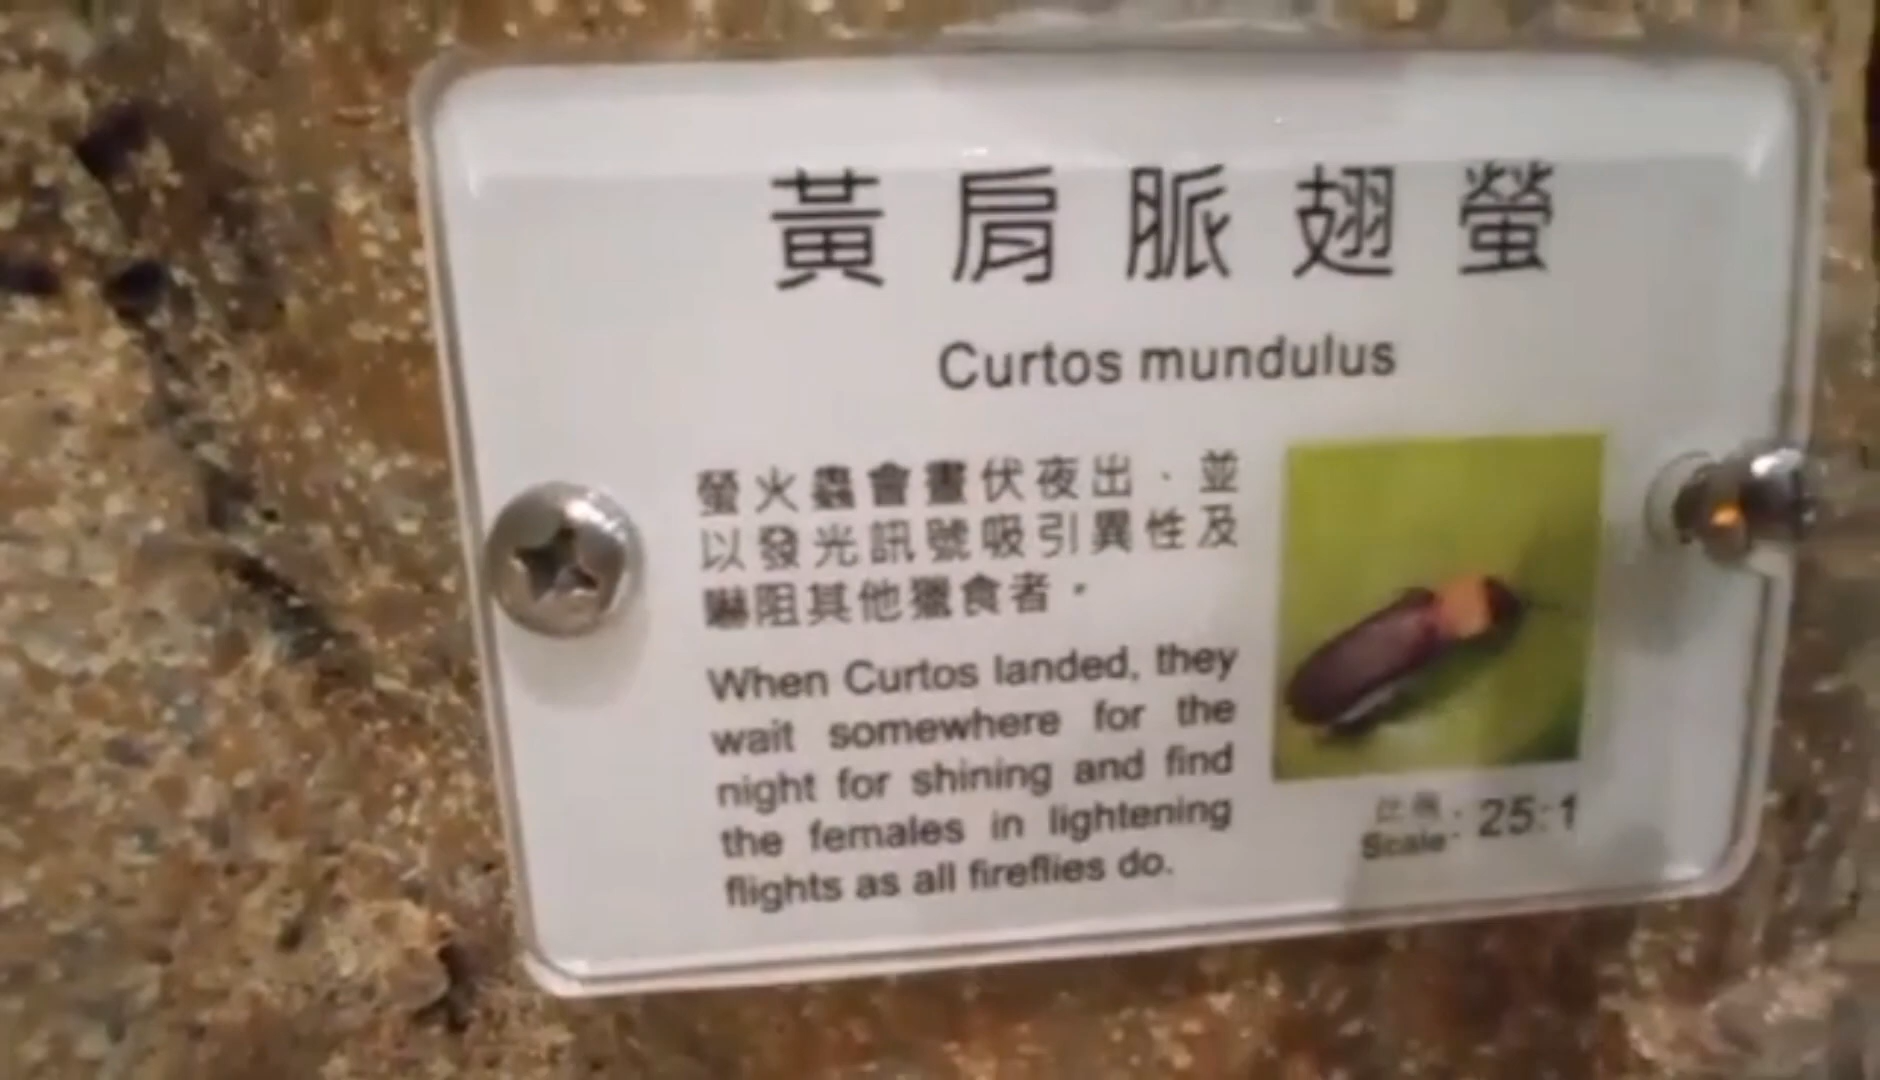 黃肩脈翅螢
Curtos mundulus
螢火蟲會晝伏夜出、並
以發光訊號吸引異性及
嚇阻其他獵食者。
When Curtos landed, they
wait somewhere for the
night for shining and find
the females in lightening
flights as all fireflies do.
比例：25:1
Scale